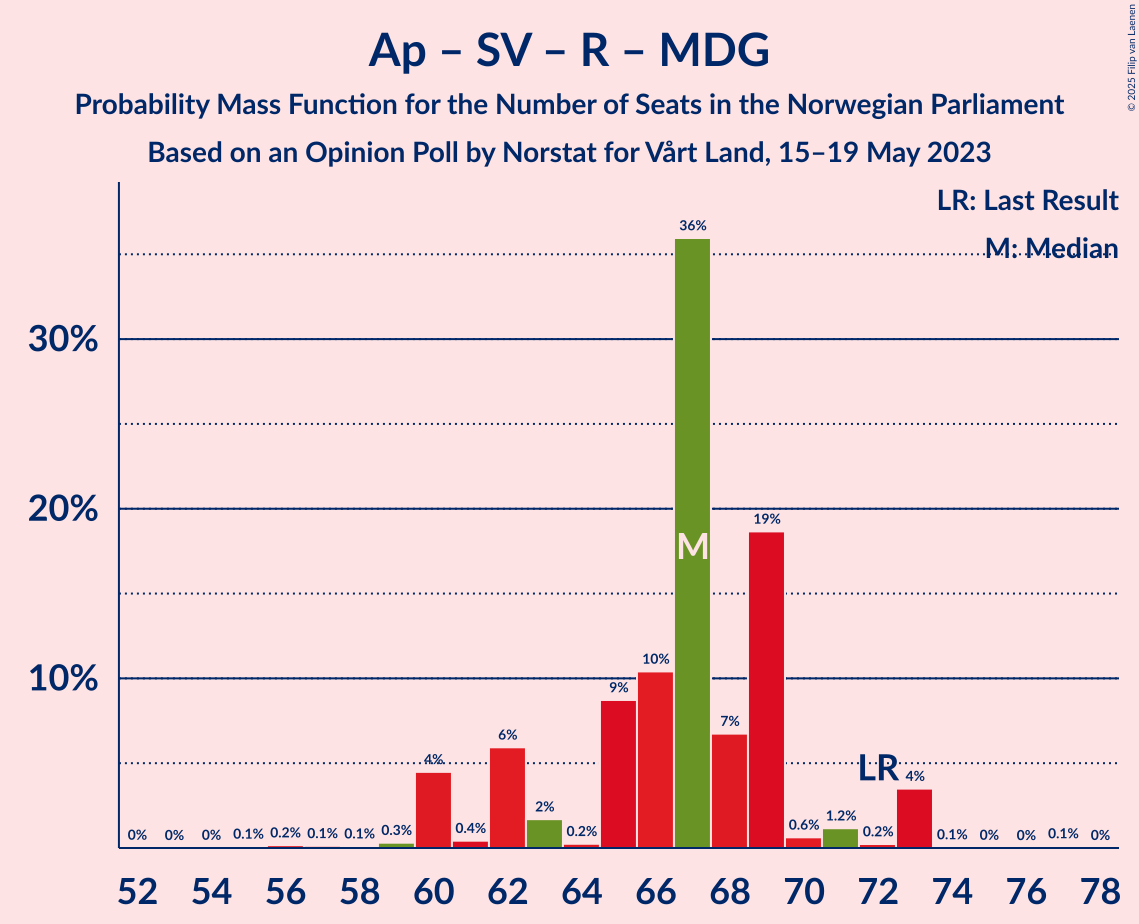 Ap – SV – R – MDG
Probability Mass Function for the Number of Seats in the Norwegian Parliament
Based on an Opinion Poll by Norstat for Vårt Land, 15–19 May 2023
© 2025 Filip van Laenen
LR: Last Result
M: Median
30%
20%
10%
0% 0% 0% 0.1% 0.2% 0.1% 0.1% 0.3% 4% 0.4% 6% 2% 0.2% 9% 10% 36% 7% 19% 0.6% 1.2% 0.2% 4% 0.1% 0% 0% 0.1% 0%
M
LR
52 54 56 58 60 62 64 66 68 70 72 74 76 78